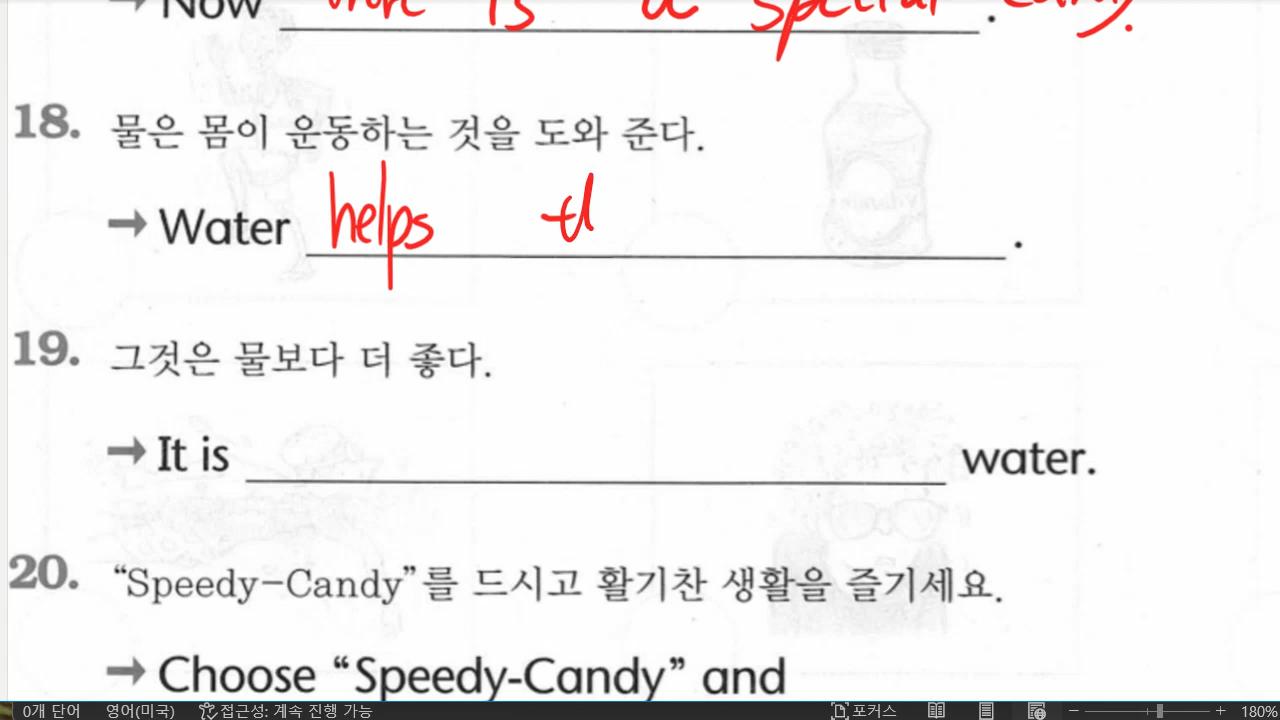 Now there is a special candy.
18. 물은 몸이 운동하는 것을 도와 준다.
→ Water helps th .
19. 그것은 물보다 더 좋다.
→ It is water.
20. “Speedy-Candy”를 드시고 활기찬 생활을 즐기세요.
→ Choose “Speedy-Candy” and
0개 단어 영어(미국) 접근성: 계속 진행 가능 포커스 180%